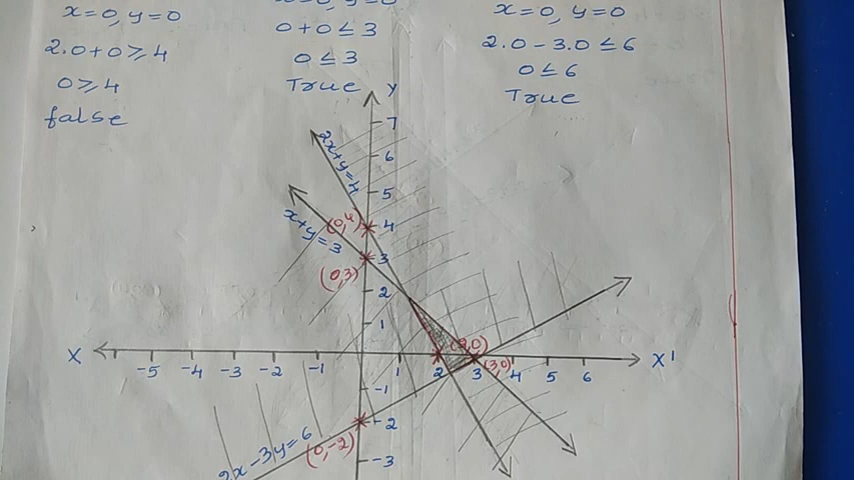 x=0, y=0
2.0+0≥4
0≥4
false
x=0, y=0
0+0≤3
0≤3
True
x=0, y=0
2.0-3.0≤6
0≤6
True
Y
7
6
5
4
3
2
1
2x+y=4
x+y=3
(0,4)
(0,3)
X
-5 -4 -3 -2 -1 1 2 3 4 5 6
X'
(2,0)
(3,0)
-1
-2
-3
(0,-2)
2x-3y=6